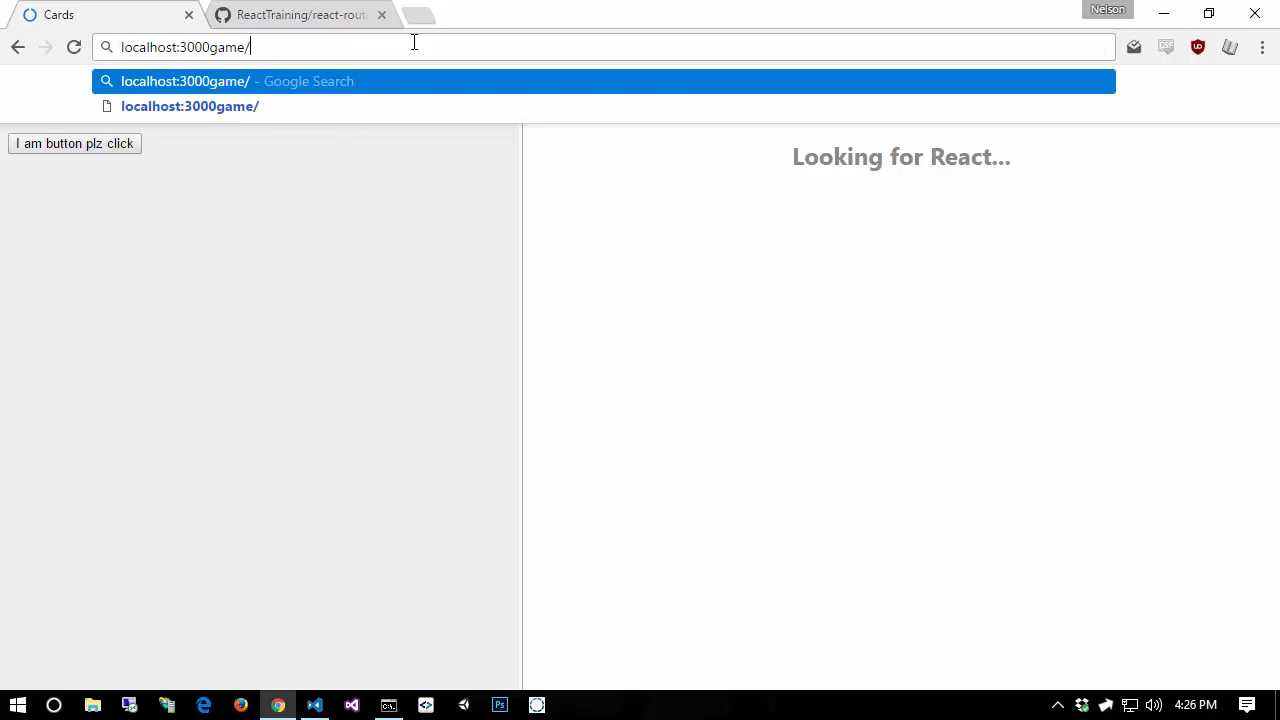 Cards
ReactTraining/react-rout
Nelson
localhost:3000game/
localhost:3000game/ - Google Search
localhost:3000game/
I am button plz click
Looking for React...
4:26 PM